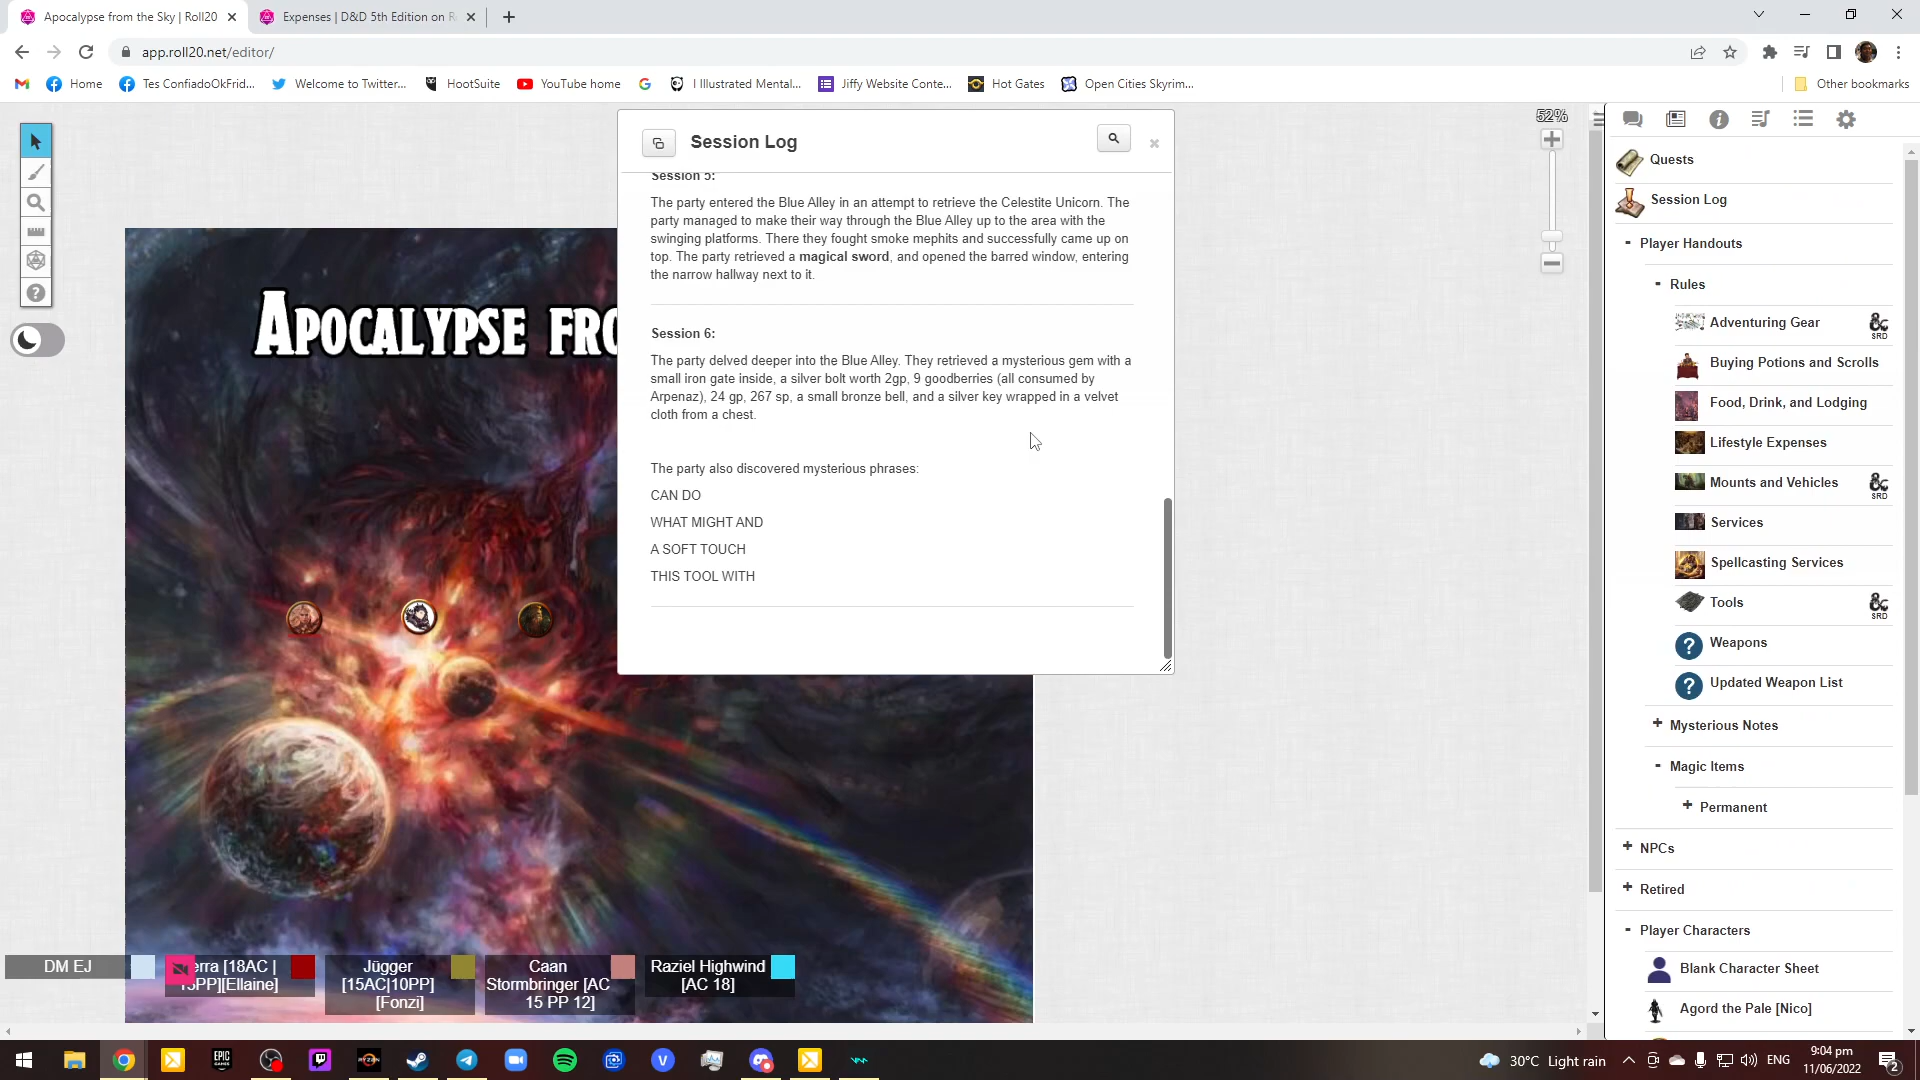 Apocalypse from the Sky | Roll20
Expenses | D&D 5th Edition on R
app.roll20.net/editor/
Home
Tes ConfiadoOkFrid...
Welcome to Twitter...
HootSuite
YouTube home
I Illustrated Mental...
Jiffy Website Conte...
Hot Gates
Open Cities Skyrim...
Other bookmarks
52%
Session Log
Session 5:
The party entered the Blue Alley in an attempt to retrieve the Celestite Unicorn. The
party managed to make their way through the Blue Alley up to the area with the
swinging platforms. There they fought smoke mephits and successfully came up on
top. The party retrieved a magical sword, and opened the barred window, entering
the narrow hallway next to it.
Session 6:
The party delved deeper into the Blue Alley. They retrieved a mysterious gem with a
small iron gate inside, a silver bolt worth 2gp, 9 goodberries (all consumed by
Arpenaz), 24 gp, 267 sp, a small bronze bell, and a silver key wrapped in a velvet
cloth from a chest.
The party also discovered mysterious phrases:
CAN DO
WHAT MIGHT AND
A SOFT TOUCH
THIS TOOL WITH
APOCALYPSE FRO
Quests
Session Log
Player Handouts
Rules
Adventuring Gear
SRD
Buying Potions and Scrolls
Food, Drink, and Lodging
Lifestyle Expenses
Mounts and Vehicles
SRD
Services
Spellcasting Services
Tools
SRD
Weapons
Updated Weapon List
Mysterious Notes
Magic Items
Permanent
NPCs
Retired
Player Characters
Blank Character Sheet
Agord the Pale [Nico]
DM EJ
erra [18AC |
15PP][Ellaine]
Jügger
[15AC|10PP]
[Fonzi]
Caan
Stormbringer [AC
15 PP 12]
Raziel Highwind
[AC 18]
EPIC GAMES
RYZEN
30°C Light rain
ENG
9:04 pm
11/06/2022
2